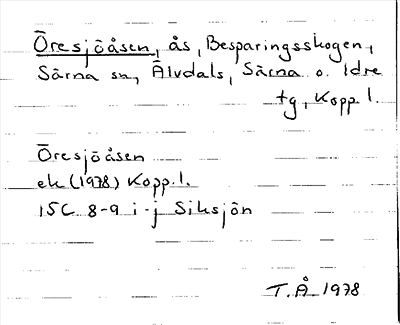 Öresjöåsen, ås, Besparingsskogen,
Särna sn, Älvdals, Särna o. Idre
tg, Kopp. l.
Öresjöåsen
ek (1978) Kopp. l.
15C 8-9 i-j Siksjön
T. Å 1978